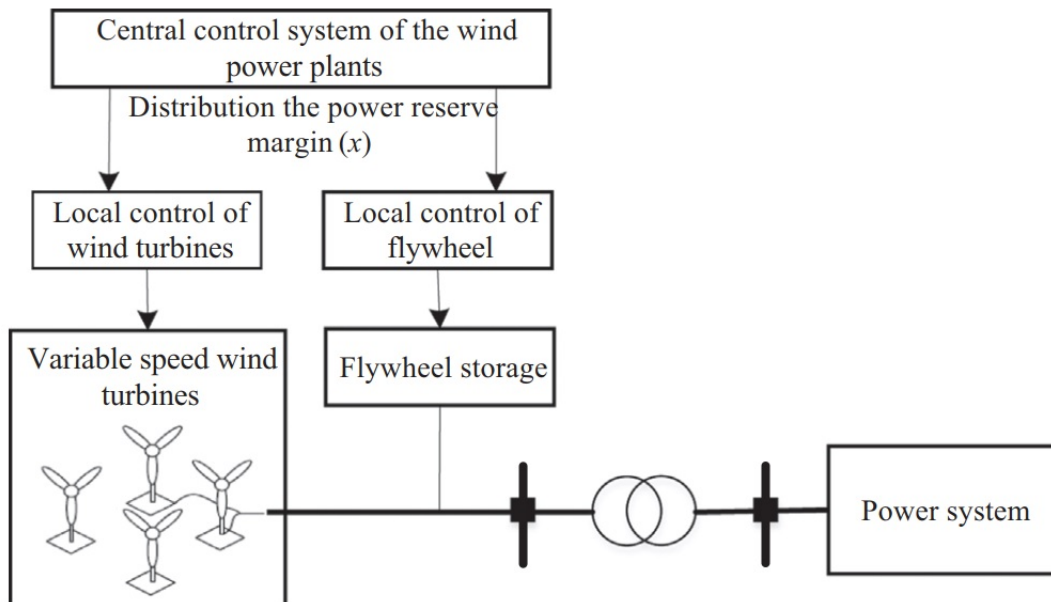 Central control system of the wind
power plants
Distribution the power reserve
margin (x)
Local control of
wind turbines
Local control of
flywheel
Variable speed wind
turbines
Flywheel storage
Power system